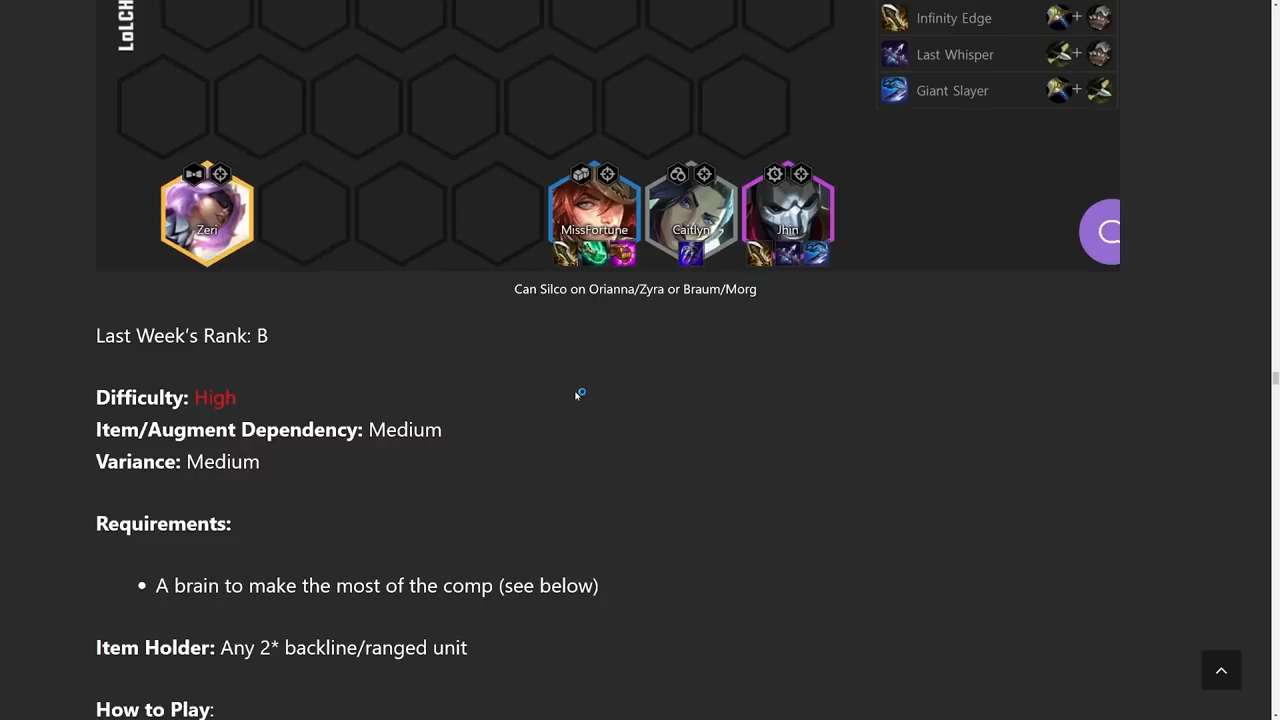 LoLCH
Infinity Edge +
Last Whisper +
Giant Slayer +
Zeri
MissFortune
Caitlyn
Jhin
Can Silco on Orianna/Zyra or Braum/Morg
Last Week’s Rank: B
Difficulty: High
Item/Augment Dependency: Medium
Variance: Medium
Requirements:
• A brain to make the most of the comp (see below)
Item Holder: Any 2* backline/ranged unit
How to Play: